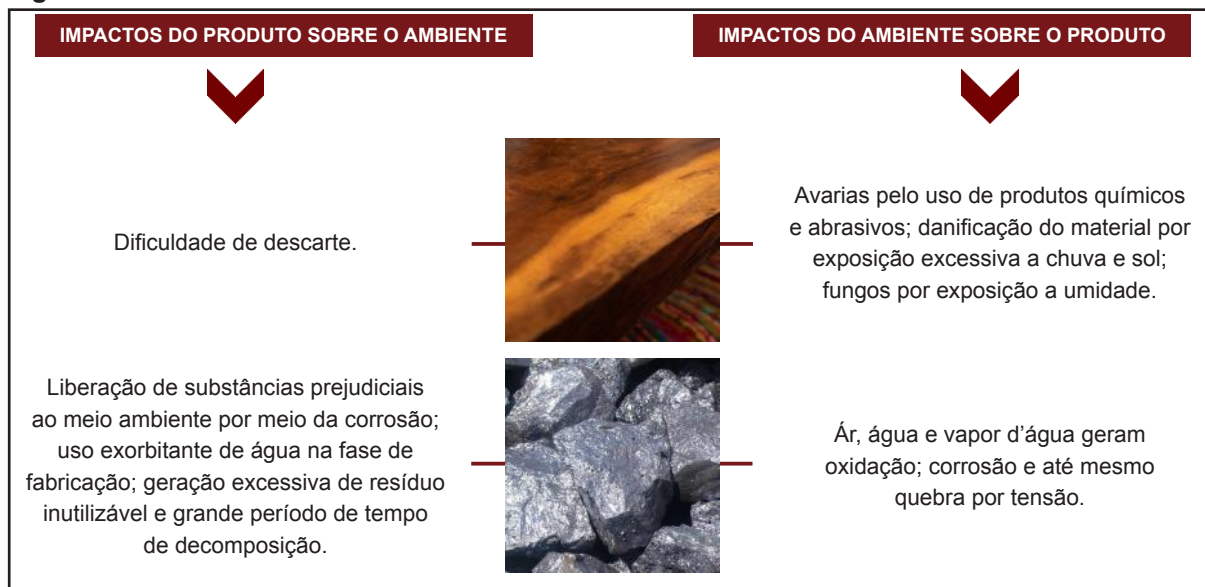 IMPACTOS DO PRODUTO SOBRE O AMBIENTE
IMPACTOS DO AMBIENTE SOBRE O PRODUTO
Dificuldade de descarte.
Avarias pelo uso de produtos químicos
e abrasivos; danificação do material por
exposição excessiva a chuva e sol;
fungos por exposição a umidade.
Liberação de substâncias prejudiciais
ao meio ambiente por meio da corrosão;
uso exorbitante de água na fase de
fabricação; geração excessiva de resíduo
inutilizável e grande período de tempo
de decomposição.
Ár, água e vapor d’água geram
oxidação; corrosão e até mesmo
quebra por tensão.